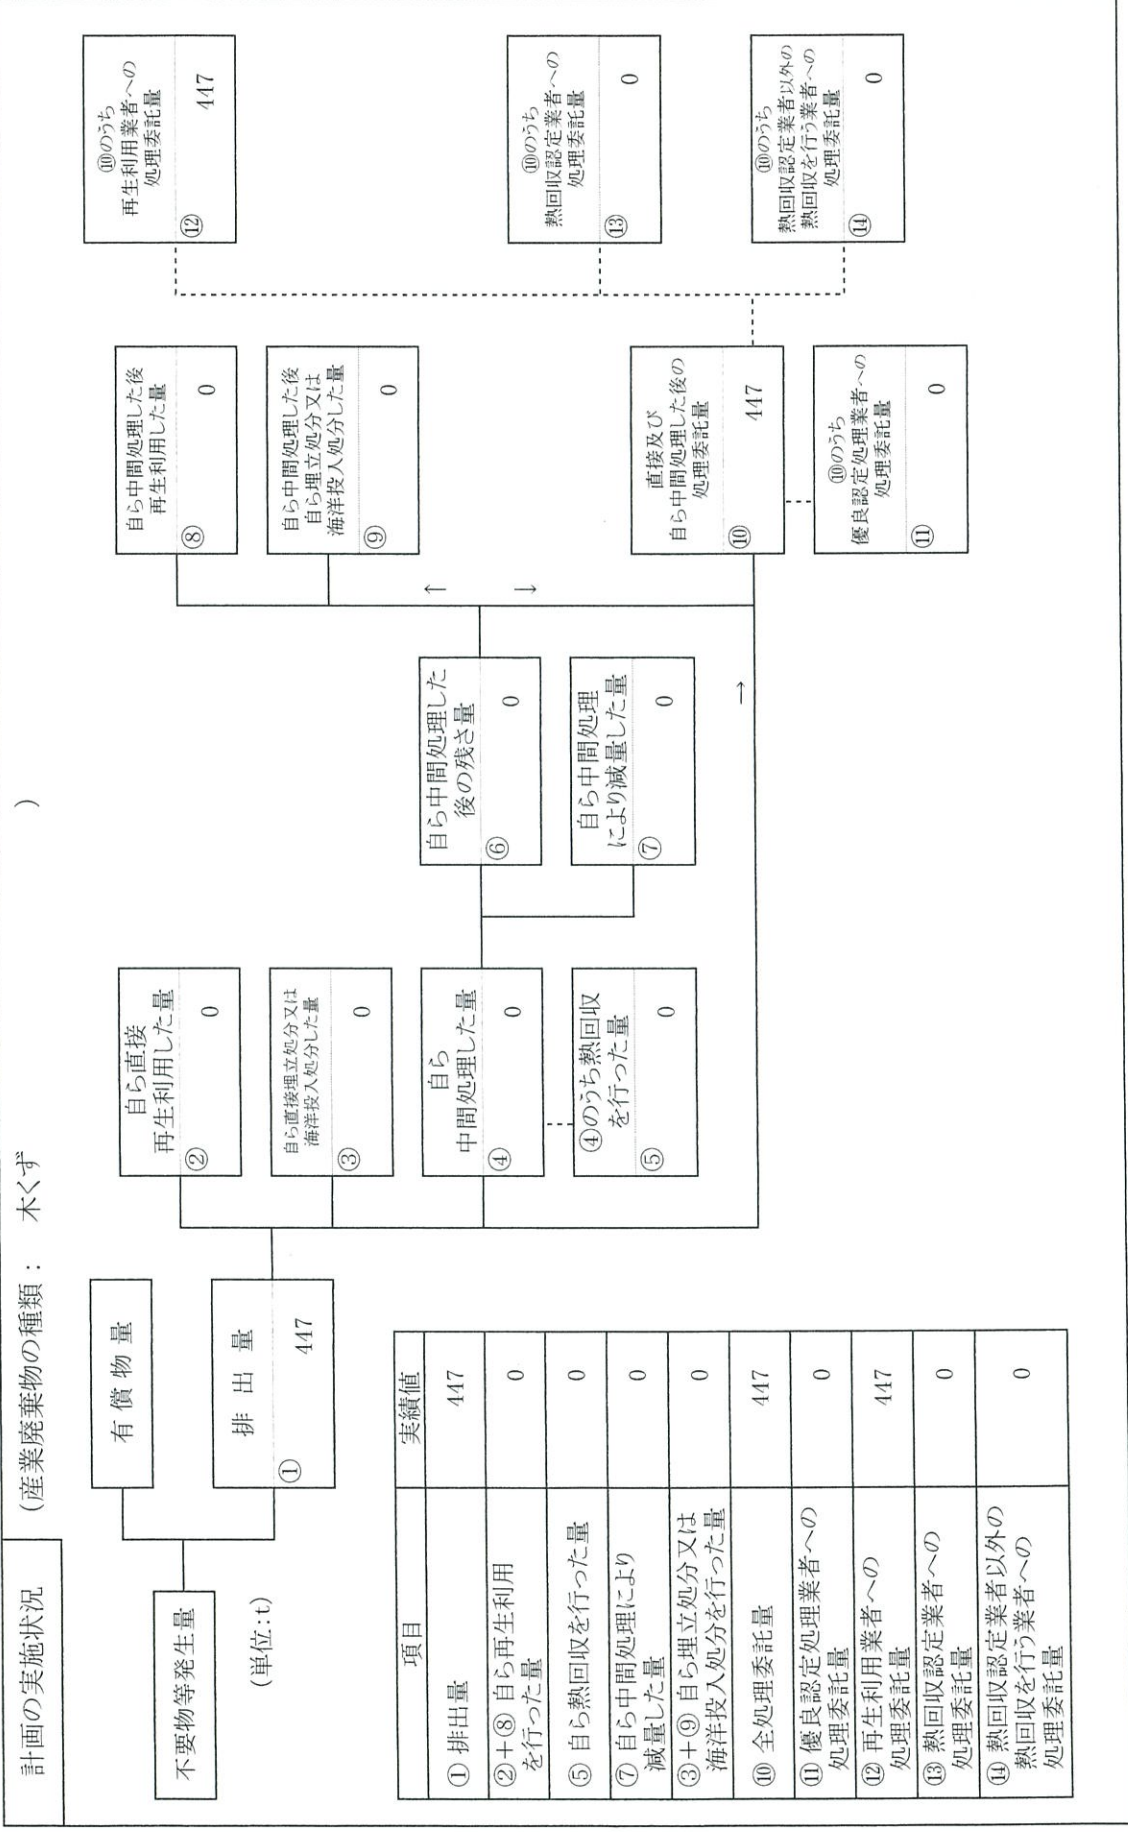 計画の実施状況
(産業廃棄物の種類： 木くず )
不要物等発生量
(単位:t)
有償物量
排出量
①
447
自ら直接
再生利用した量
②
0
自ら直接埋立処分又は
海洋投入処分した量
③
0
自ら
中間処理した量
④
0
④のうち熱回収
を行った量
⑤
0
自ら中間処理した
後の残さ量
⑥
0
自ら中間処理
により減量した量
⑦
0
自ら中間処理した後
再生利用した量
⑧
0
自ら中間処理した後
自ら埋立処分又は
海洋投入処分した量
⑨
0
↑
↓
→
直接及び
自ら中間処理した後の
処理委託量
⑩
447
⑩のうち
優良認定処理業者への
処理委託量
⑪
0
⑩のうち
再生利用業者への
処理委託量
⑫
447
⑩のうち
熱回収認定業者への
処理委託量
⑬
0
⑩のうち
熱回収認定業者以外の
熱回収を行う業者への
処理委託量
⑭
0
項目 実績値
①排出量 447
②+⑧自ら再生利用
を行った量 0
⑤自ら熱回収を行った量 0
⑦自ら中間処理により
減量した量 0
③+⑨自ら埋立処分又は
海洋投入処分を行った量 0
⑩全処理委託量 447
⑪優良認定処理業者への
処理委託量 0
⑫再生利用業者への
処理委託量 447
⑬熱回収認定業者への
処理委託量 0
⑭熱回収認定業者以外の
熱回収を行う業者への
処理委託量 0